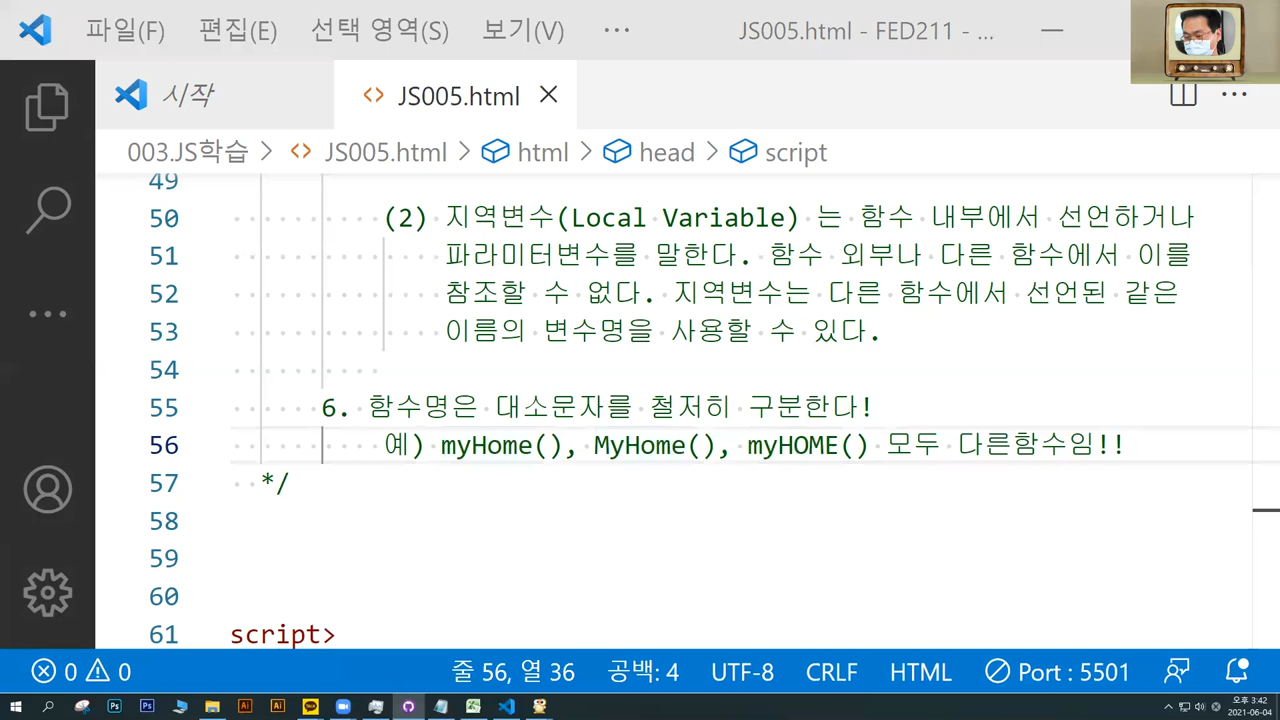 파일(F) 편집(E) 선택 영역(S) 보기(V) ··· JS005.html - FED211 - ...
시작 JS005.html
003.JS학습 > JS005.html > html > head > script
49
50 (2) 지역변수(Local Variable) 는 함수 내부에서 선언하거나
51 파라미터변수를 말한다. 함수 외부나 다른 함수에서 이를
52 참조할 수 없다. 지역변수는 다른 함수에서 선언된 같은
53 이름의 변수명을 사용할 수 있다.
54
55 6. 함수명은 대소문자를 철저히 구분한다!
56 예) myHome(), MyHome(), myHOME() 모두 다른함수임!!
57 */
58
59
60
61 script>
0 0 줄 56, 열 36 공백: 4 UTF-8 CRLF HTML Port : 5501
오후 3:42
2021-06-04